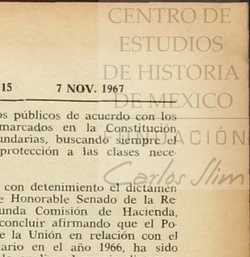 CENTRO DE
ESTUDIOS
DE HISTORIA
DE MEXICO
FUNDACIÓN
Carlos Slim
15 7 NOV. 1967
os públicos de acuerdo con los
emarcados en la Constitución
undarias, buscando siempre el
protección a las clases nece-
con detenimiento el dictamen
e Honorable Senado de la Re-
unda Comisión de Hacienda,
concluir afirmando que el Po-
e la Unión en relación con el
ario en el año 1966, ha sido